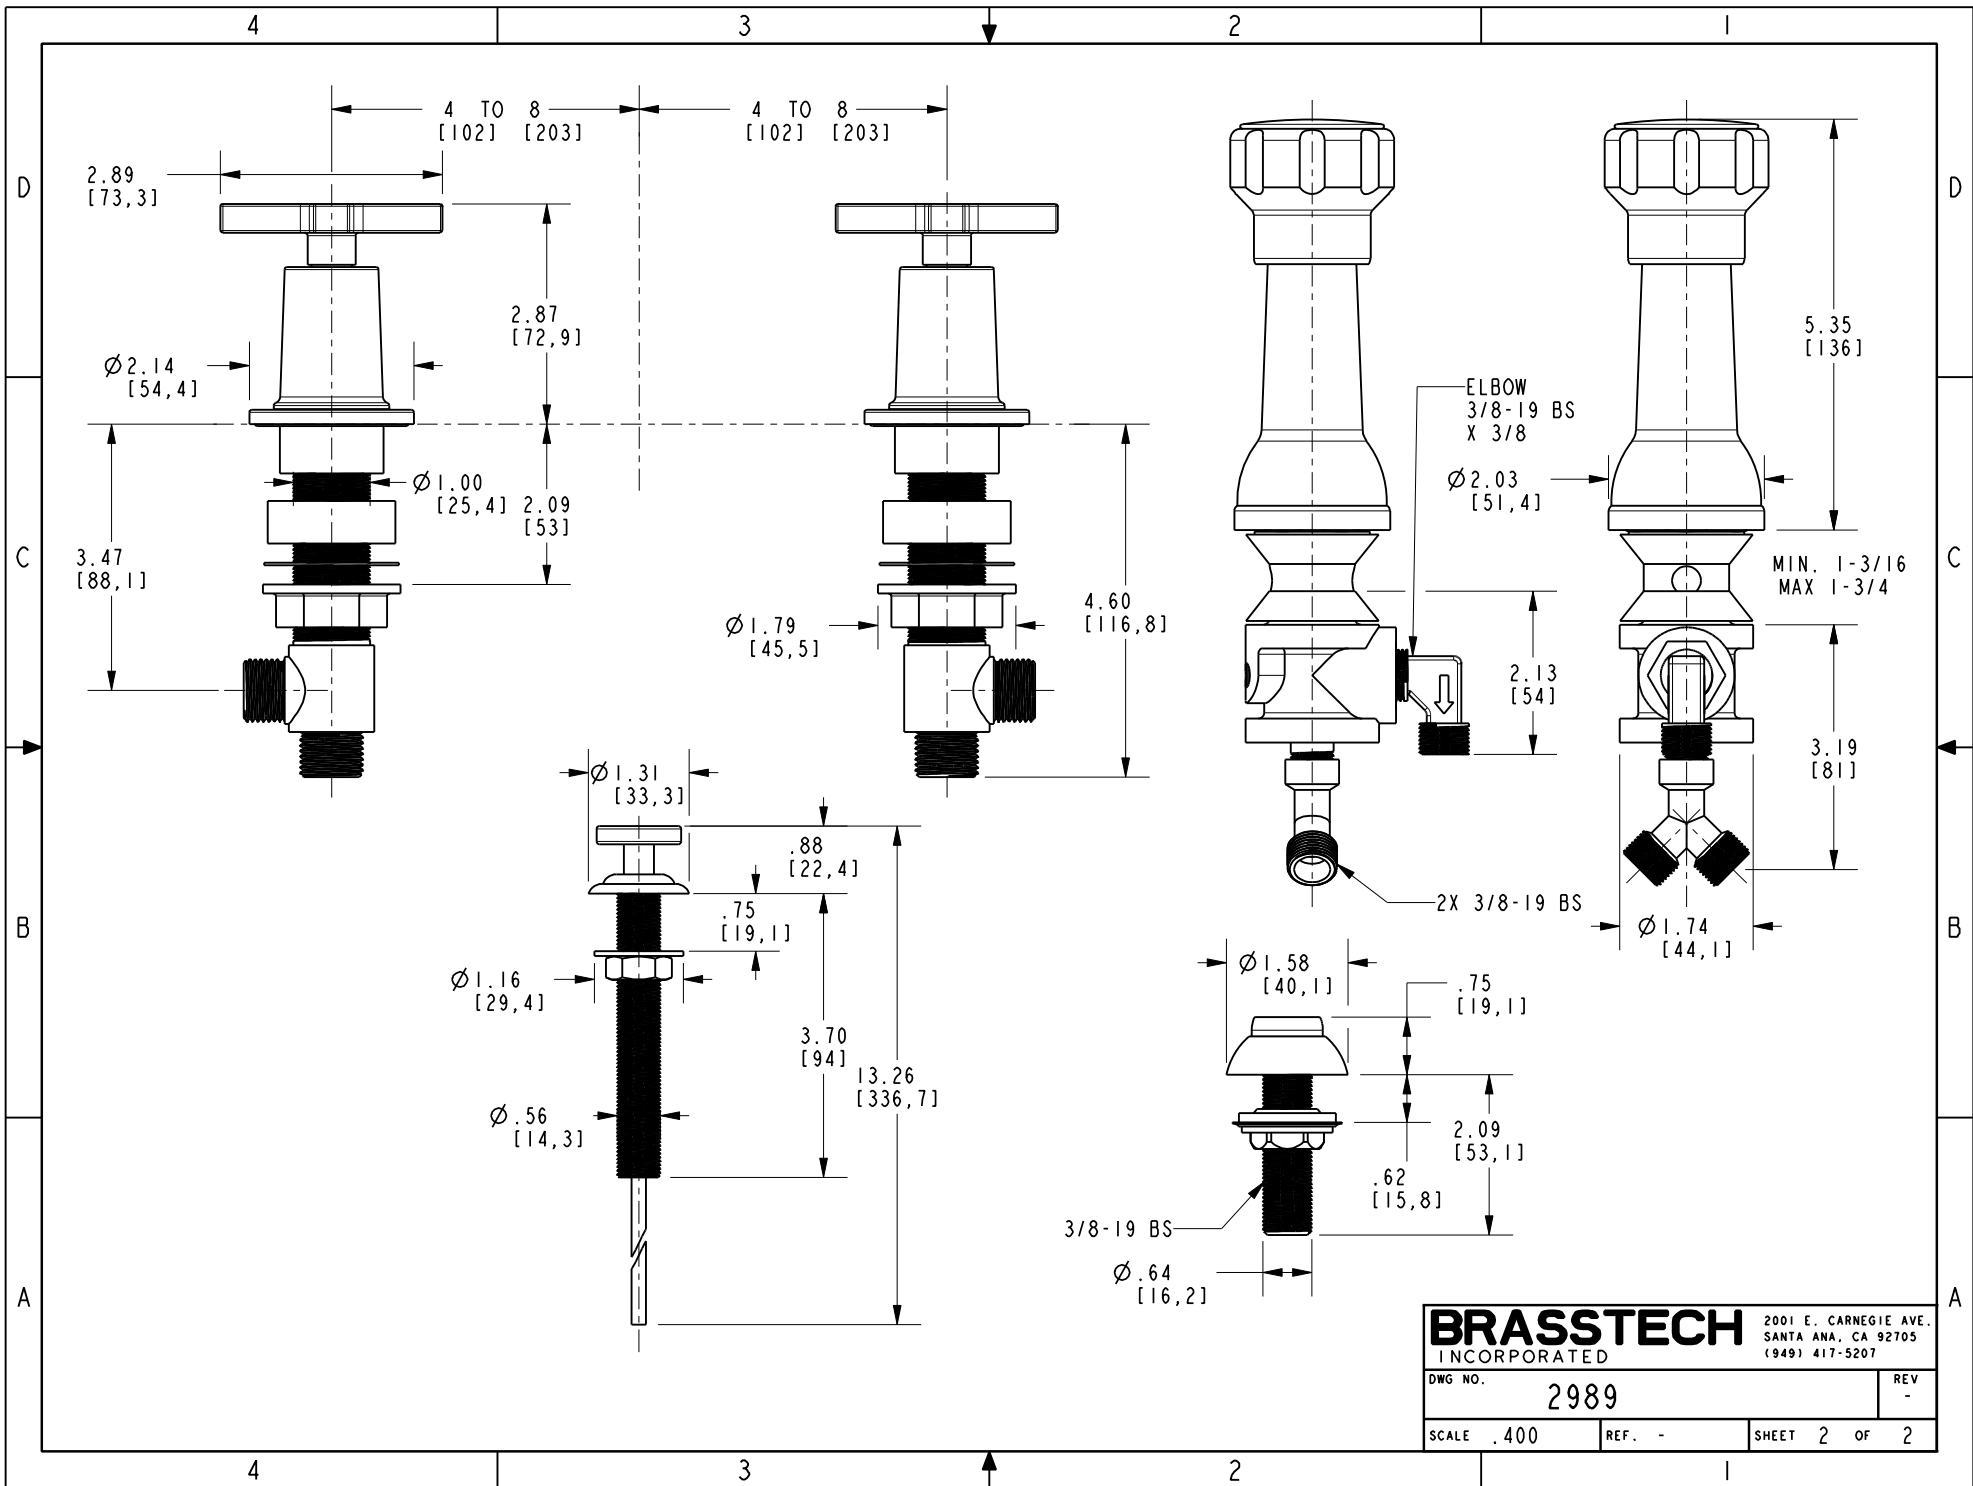 4 3 2 1
4 TO 8
[102] [203]
4 TO 8
[102] [203]
2.89
[73,3]
D D
2.87
[72,9]
5.35
[136]
Ø2.14
[54,4]
ELBOW
3/8-19 BS
X 3/8
Ø1.00
[25,4]
2.09
[53]
Ø2.03
[51,4]
C C
3.47
[88,1]
MIN. 1-3/16
MAX 1-3/4
4.60
[116,8]
Ø1.79
[45,5]
2.13
[54]
3.19
[81]
Ø1.31
[33,3]
.88
[22,4]
.75
[19,1]
2X 3/8-19 BS
B B
Ø1.74
[44,1]
Ø1.16
[29,4]
Ø1.58
[40,1]
.75
[19,1]
3.70
[94]
13.26
[336,7]
Ø.56
[14,3]
2.09
[53,1]
.62
[15,8]
3/8-19 BS
Ø.64
[16,2]
A A
BRASSTECH
INCORPORATED
2001 E. CARNEGIE AVE.
SANTA ANA, CA 92705
(949) 417-5207
DWG NO.
2989
REV
-
SCALE .400 REF. - SHEET 2 OF 2
4 3 2 1